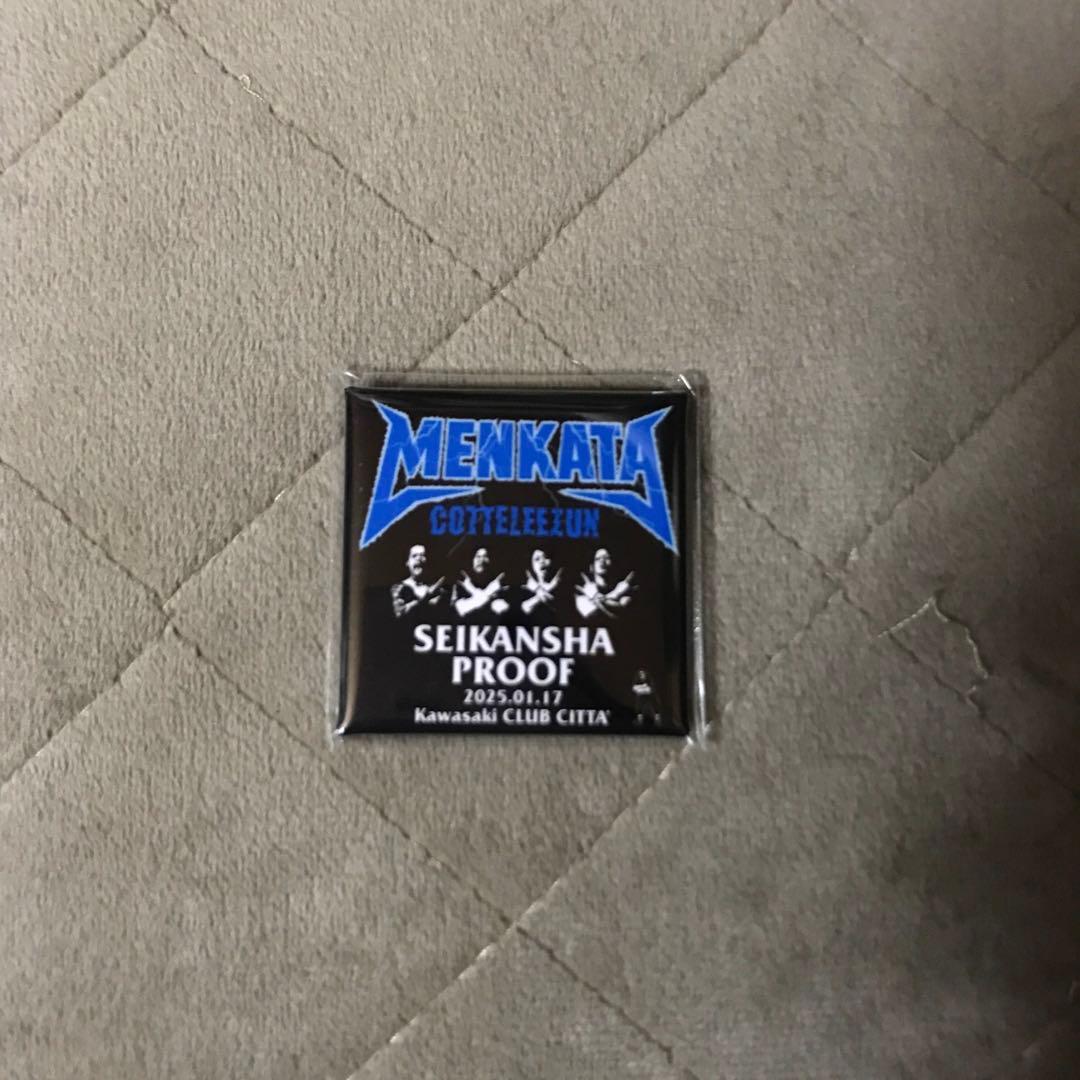 MENKATA
COTTELEEZUN
SEIKANSHA
PROOF
2025.01.17
Kawasaki CLUB CITTA'